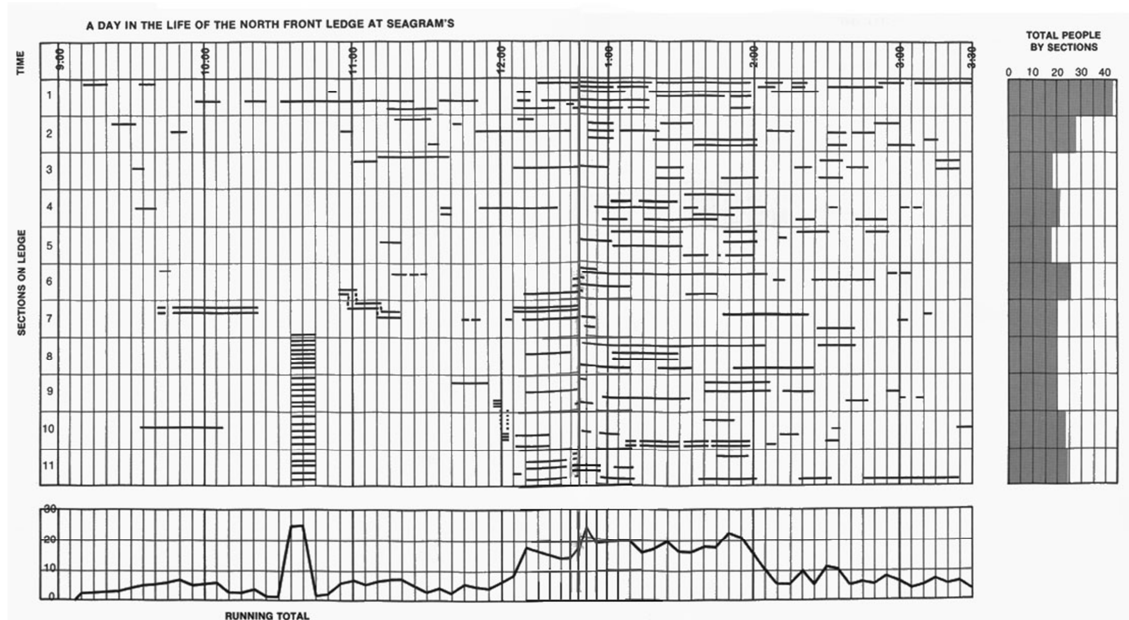 A DAY IN THE LIFE OF THE NORTH FRONT LEDGE AT SEAGRAM'S
TIME
9:00 10:00 11:00 12:00 1:00 2:00 3:00 3:30
TOTAL PEOPLE
BY SECTIONS
0 10 20 30 40
SECTIONS ON LEDGE
1
2
3
4
5
6
7
8
9
10
11
30
20
10
0
RUNNING TOTAL